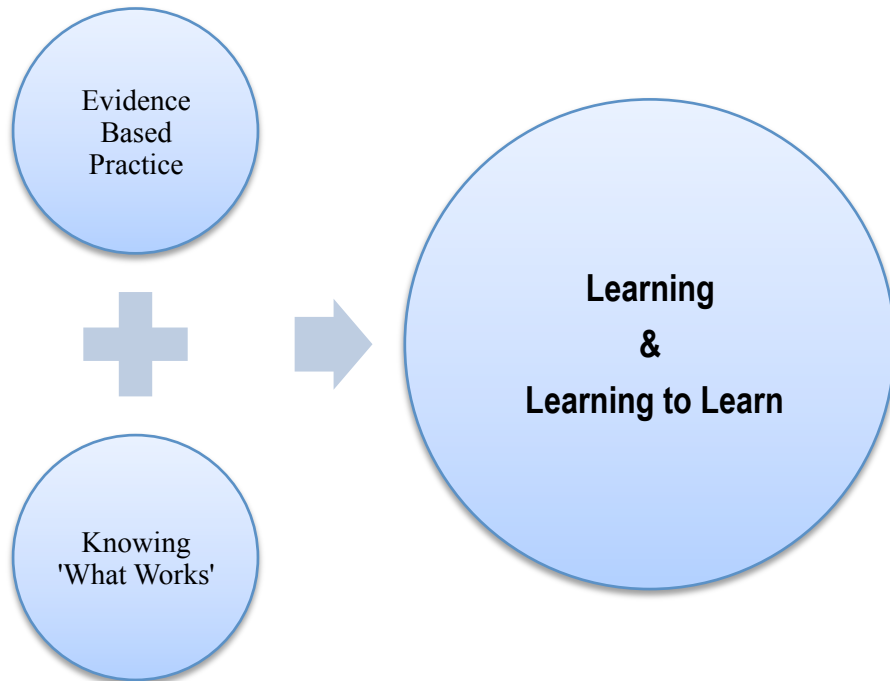 Evidence
Based
Practice
Knowing
'What Works'
Learning
&
Learning to Learn